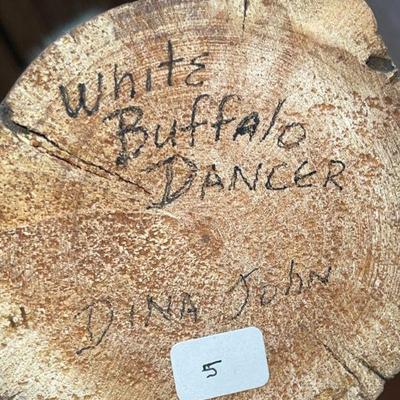 White
Buffalo
DANCER
DINA JOhN
5